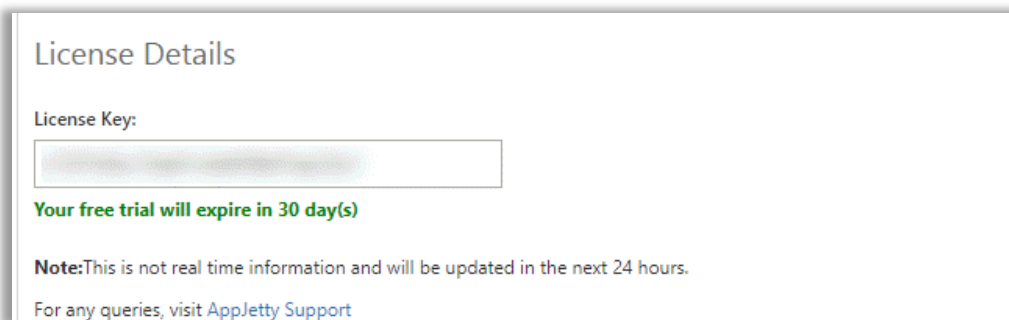 License Details
License Key:
Your free trial will expire in 30 day(s)
Note:This is not real time information and will be updated in the next 24 hours.
For any queries, visit AppJetty Support